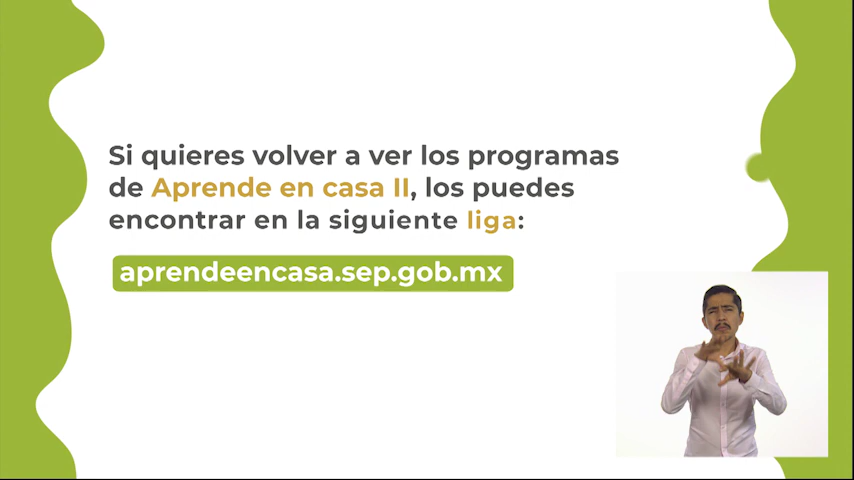 Si quieres volver a ver los programas
de Aprende en casa II, los puedes
encontrar en la siguiente liga:
aprendeencasa.sep.gob.mx